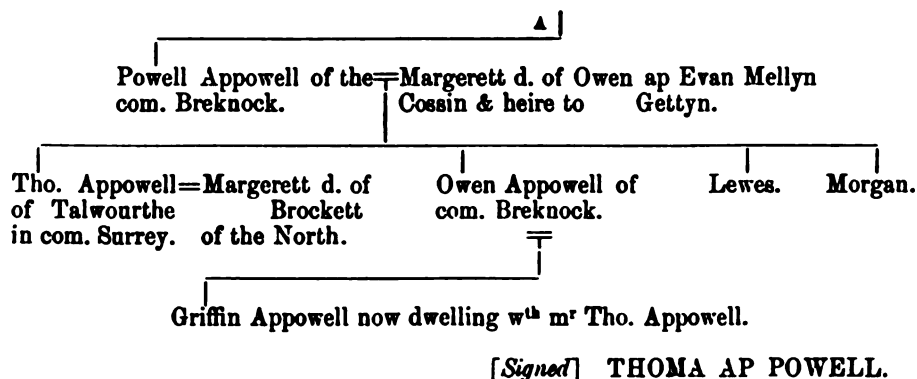 A
Powell Appowell of the=Margerett d. of Owen ap Evan Mellyn
com. Breknock. Cossin & heire to Gettyn.
Tho. Appowell=Margerett d. of Owen Appowell of Lewes. Morgan.
of Talwourthe Brockett com. Breknock.
in com. Surrey. of the North.
Griffin Appowell now dwelling wth mr Tho. Appowell.
[Signed] THOMA AP POWELL.